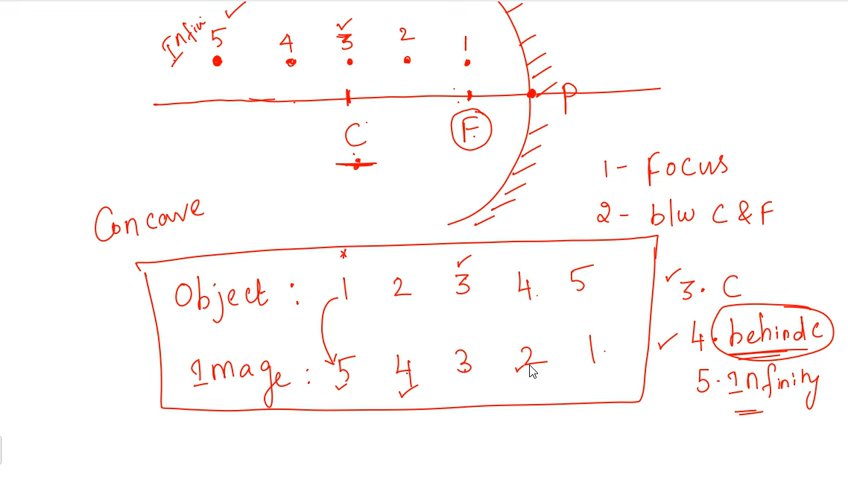 Infini 5 4 3 2 1
C F P
1- Focus
Concave
2- b/w C & F
*
Object : 1 2 3 4. 5
3. C
4. behindc
Image : 5 4 3 2 1.
5. Infinity